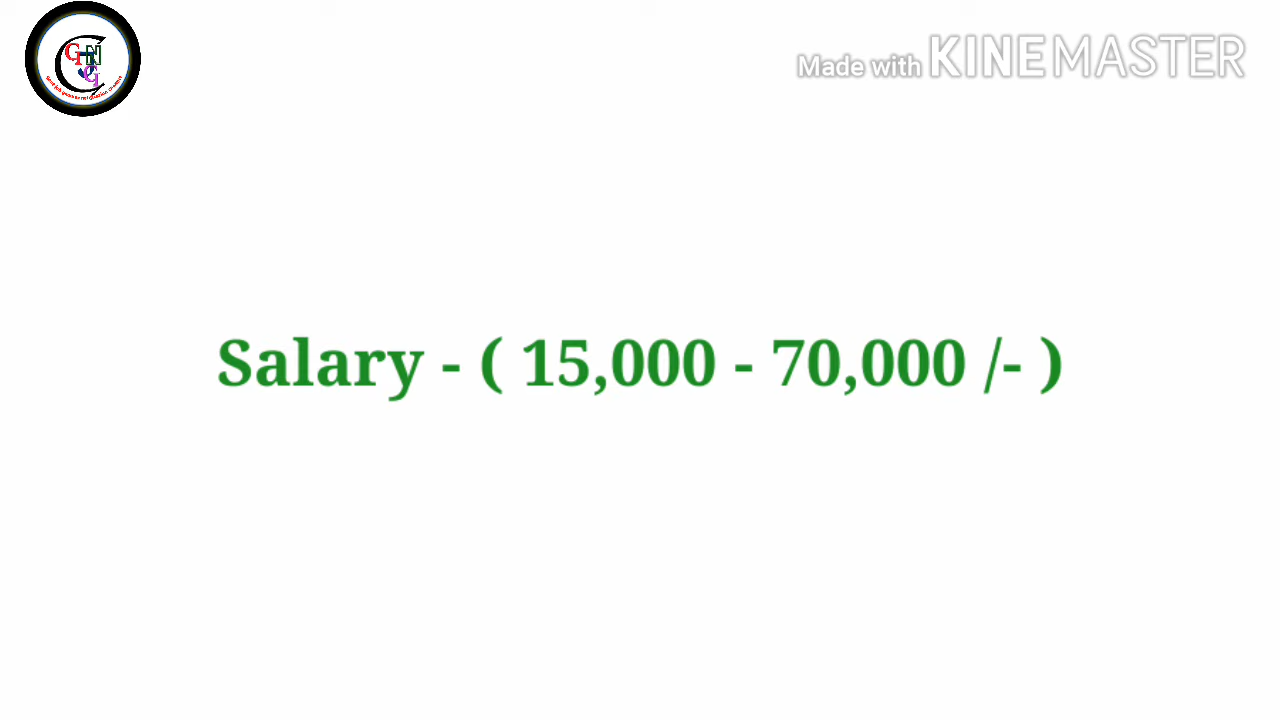 Made with KINEMASTER
Salary - ( 15,000 - 70,000 /- )